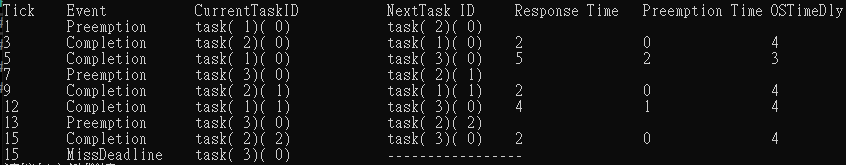 Tick Event CurrentTaskID NextTask ID Response Time Preemption Time OSTimeDly
1 Preemption task( 1)( 0) task( 2)( 0)
3 Completion task( 2)( 0) task( 1)( 0) 2 0 4
5 Completion task( 1)( 0) task( 3)( 0) 5 2 3
7 Preemption task( 3)( 0) task( 2)( 1)
9 Completion task( 2)( 1) task( 1)( 1) 2 0 4
12 Completion task( 1)( 1) task( 3)( 0) 4 1 4
13 Preemption task( 3)( 0) task( 2)( 2)
15 Completion task( 2)( 2) task( 3)( 0) 2 0 4
15 MissDeadline task( 3)( 0) -----------------